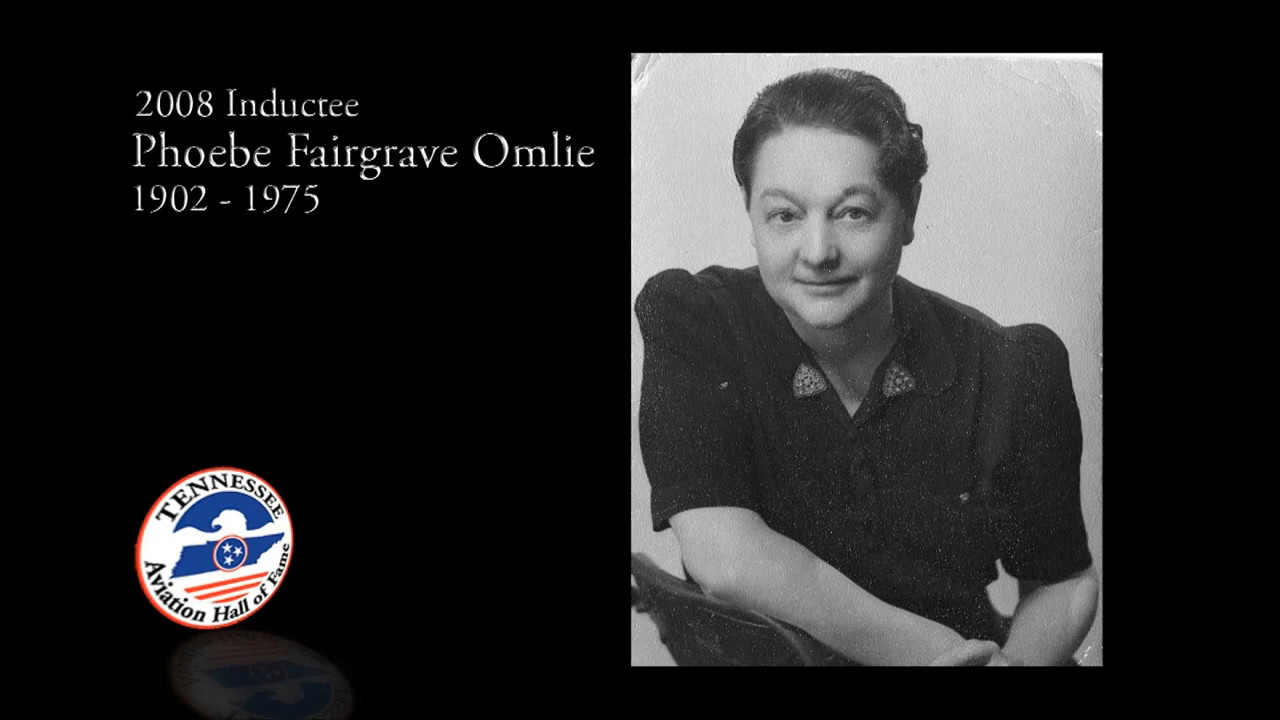 2008 Inductee
Phoebe Fairgrave Omlie
1902 - 1975
TENNESSEE
Aviation Hall of Fame